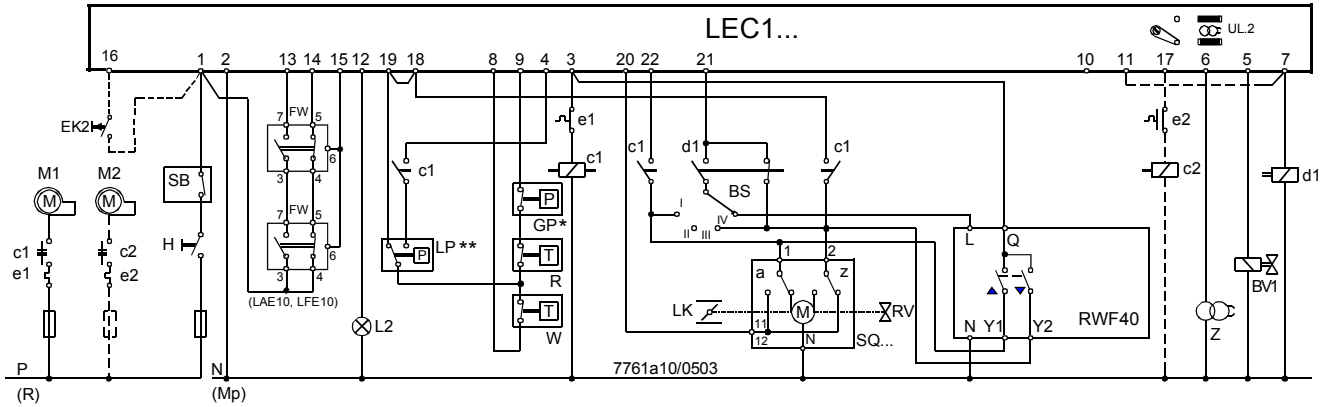 LEC1...
UL.2
16 1 2 13 14 15 12 19 18 8 9 4 3 20 22 21 10 11 17 6 5 7
7 FW 5
EK2
e1
e2
6
c1
c1 d1 c1
c2
d1
M1 M2
SB
3 4
c1
BS
M M
P
I
IV
7 FW 5
GP*
II III
L Q
H
LP**
P
1 2
c1 c2
6
T
a z
BV1
e1 e2
3 4
R
(LAE10, LFE10)
LK
M
RV
RWF40
L2
T
11
N Y1 Y2
Z
W
12
N
SQ...
P N
7761a10/0503
(R) (Mp)